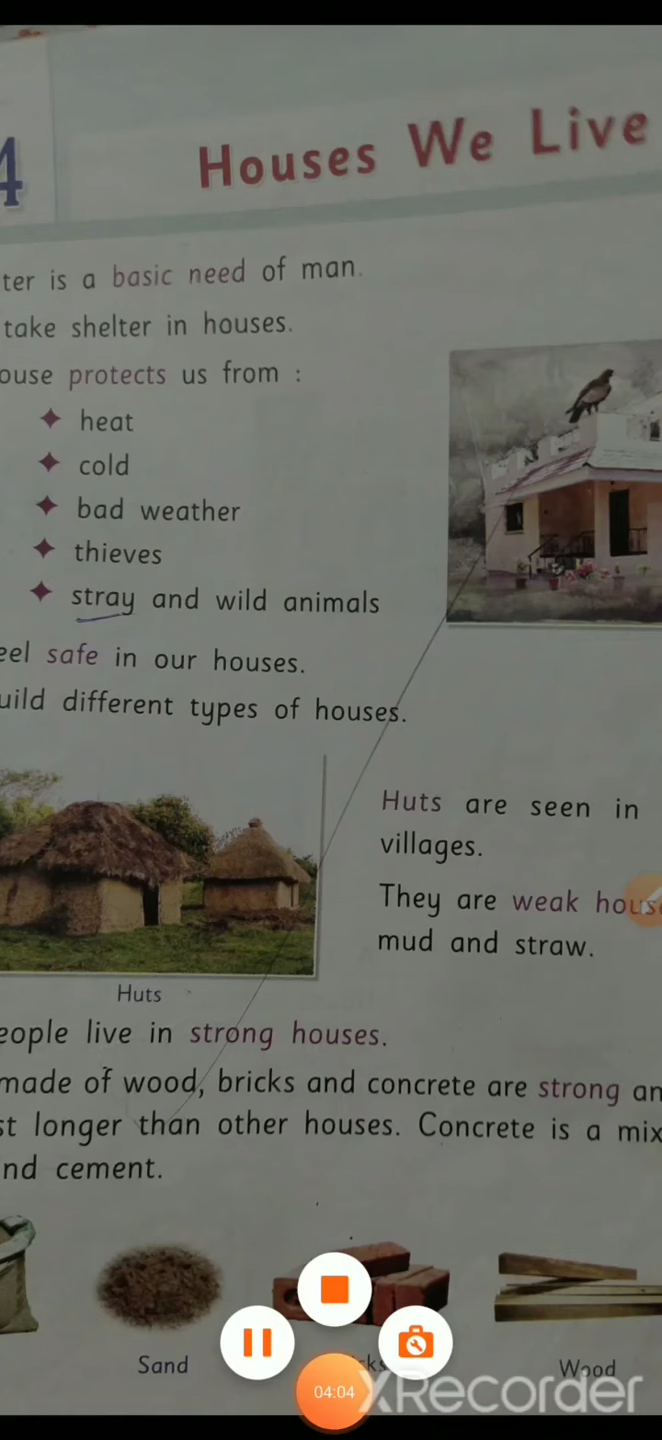 4
Houses We Live
ter is a basic need of man.
take shelter in houses.
ouse protects us from :
heat
cold
bad weather
thieves
stray and wild animals
eel safe in our houses.
uild different types of houses.
Huts are seen in
villages.
They are weak hous
mud and straw.
Huts
eople live in strong houses.
made of wood, bricks and concrete are strong an
st longer than other houses. Concrete is a mix
nd cement.
Sand
ks
Wood
04:04
XRecorder